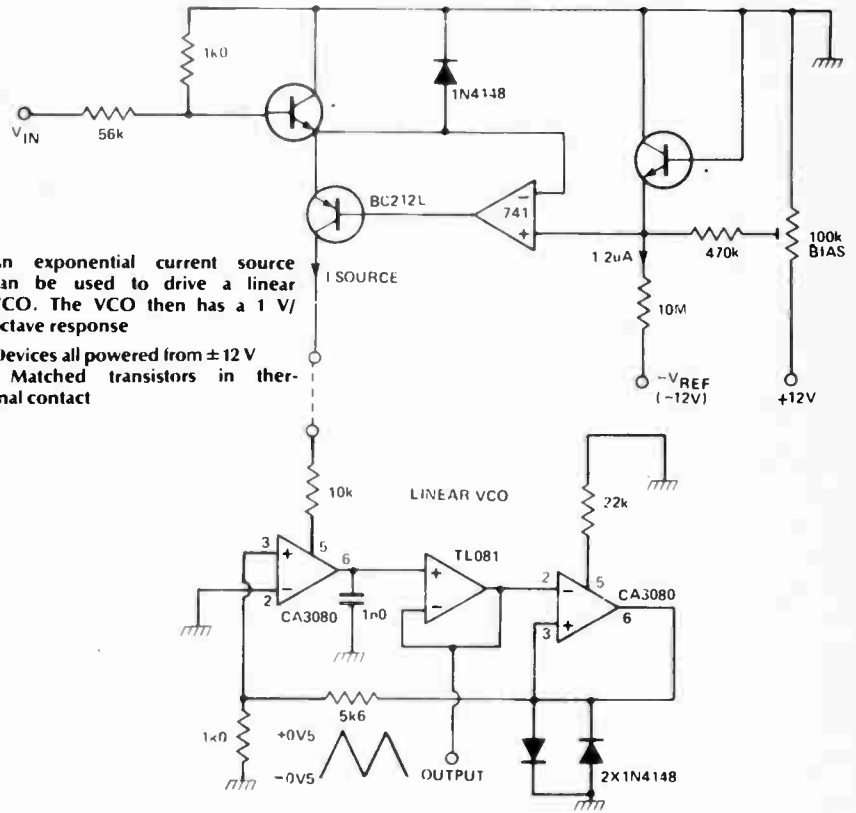 1k0
1N4148
VIN
56k
BC212L
741
470k
100k
BIAS
1.2uA
I SOURCE
10M
-VREF
(-12V)
+12V
n exponential current source
an be used to drive a linear
CO. The VCO then has a 1 V/
ctave response
Devices all powered from ± 12 V
Matched transistors in ther-
nal contact
10k
LINEAR VCO
22k
3
5
6
TL081
2
CA3080
1n0
2
5
CA3080
6
3
5k6
1k0
+0V5
-0V5
OUTPUT
2X1N4148